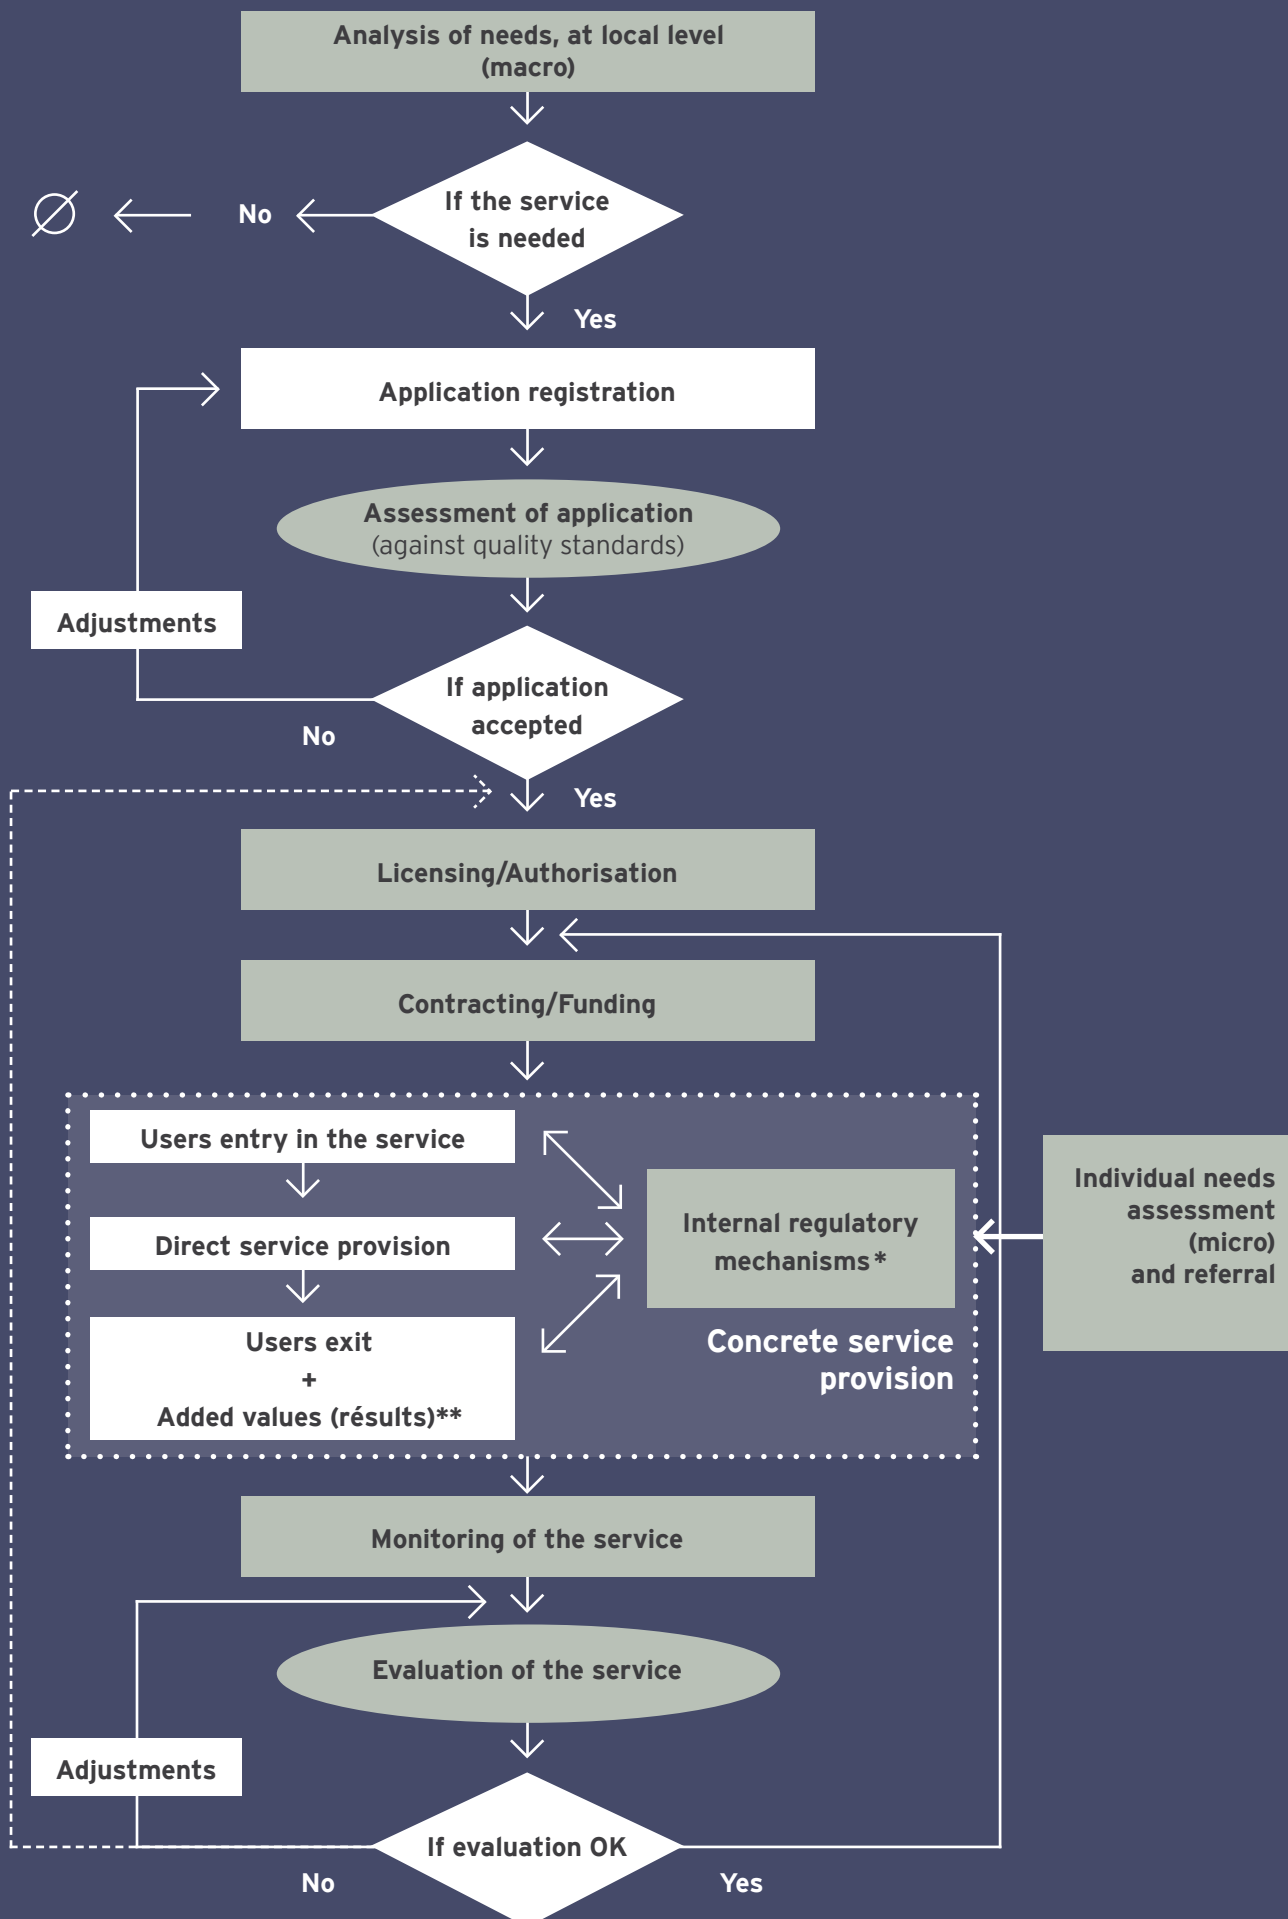 Analysis of needs, at local level
(macro)
If the service
is needed
No
Yes
Application registration
Assessment of application
(against quality standards)
Adjustments
If application
accepted
No
Yes
Licensing/Authorisation
Contracting/Funding
Users entry in the service
Direct service provision
Users exit
+
Added values (résults)**
Internal regulatory
mechanisms*
Concrete service
provision
Individual needs
assessment
(micro)
and referral
Monitoring of the service
Evaluation of the service
Adjustments
If evaluation OK
No
Yes